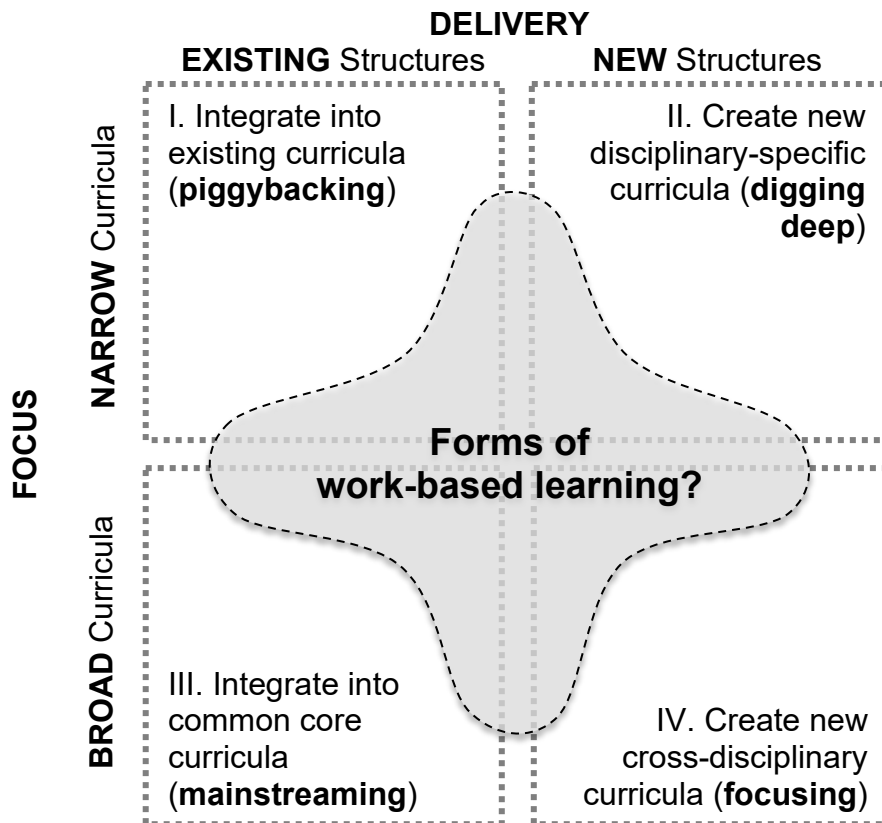 DELIVERY
EXISTING Structures
NEW Structures
FOCUS
NARROW Curricula
I. Integrate into
existing curricula
(piggybacking)
II. Create new
disciplinary-specific
curricula (digging
deep)
Forms of
work-based learning?
BROAD Curricula
III. Integrate into
common core
curricula
(mainstreaming)
IV. Create new
cross-disciplinary
curricula (focusing)